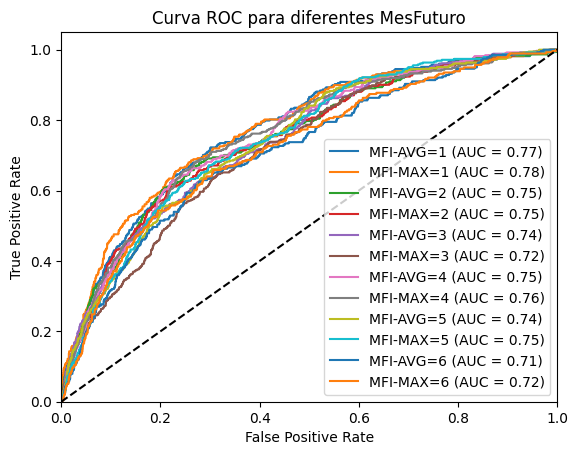 Curva ROC para diferentes MesFuturo
True Positive Rate
1.0
0.8
0.6
0.4
0.2
0.0
MFI-AVG=1 (AUC = 0.77)
MFI-MAX=1 (AUC = 0.78)
MFI-AVG=2 (AUC = 0.75)
MFI-MAX=2 (AUC = 0.75)
MFI-AVG=3 (AUC = 0.74)
MFI-MAX=3 (AUC = 0.72)
MFI-AVG=4 (AUC = 0.75)
MFI-MAX=4 (AUC = 0.76)
MFI-AVG=5 (AUC = 0.74)
MFI-MAX=5 (AUC = 0.75)
MFI-AVG=6 (AUC = 0.71)
MFI-MAX=6 (AUC = 0.72)
0.0 0.2 0.4 0.6 0.8 1.0
False Positive Rate